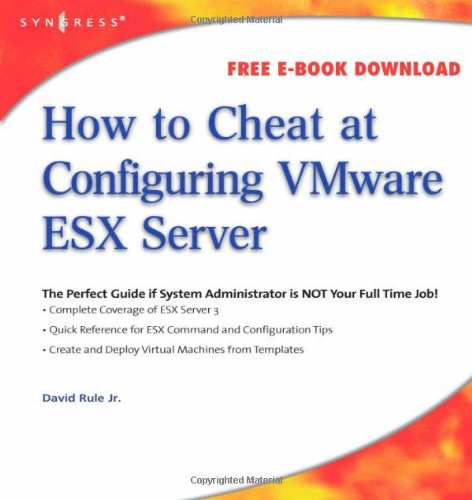 SYNGRESS®
FREE E-BOOK DOWNLOAD
How to Cheat at
Configuring VMware
ESX Server
The Perfect Guide if System Administrator is NOT Your Full Time Job!
• Complete Coverage of ESX Server 3
• Quick Reference for ESX Command and Configuration Tips
• Create and Deploy Virtual Machines from Templates
David Rule Jr.
Copyrighted Material
Copyrighted Material